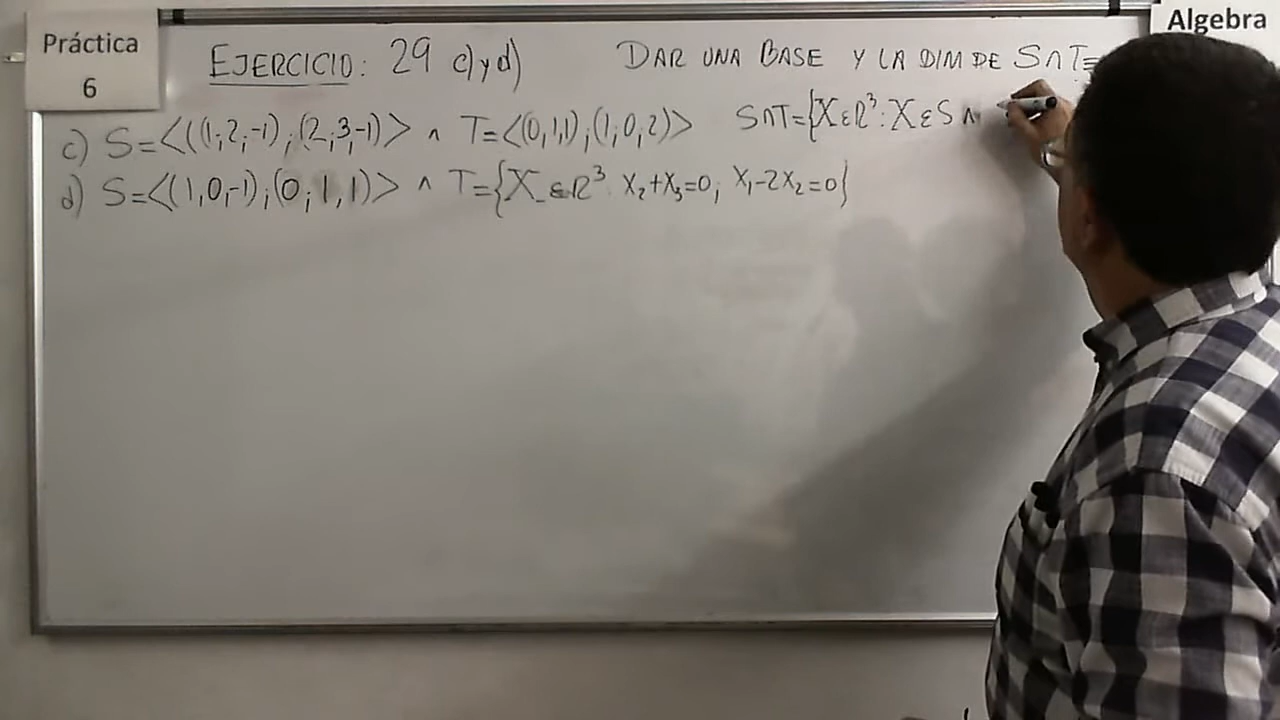 Práctica
6
Algebra
EJERCICIO: 29 c) y d) DAR UNA BASE Y LA DIM DE S∩T=
S∩T={X ε R³: X ε S ∧
c) S=<((1,2,-1);(2,3,-1)> ∧ T=<(0,1,1);(1,0,2)>
d) S=<(1,0,-1);(0;1,1)> ∧ T={X ε R³ X₂+X₃=0; X₁-2X₂=0}